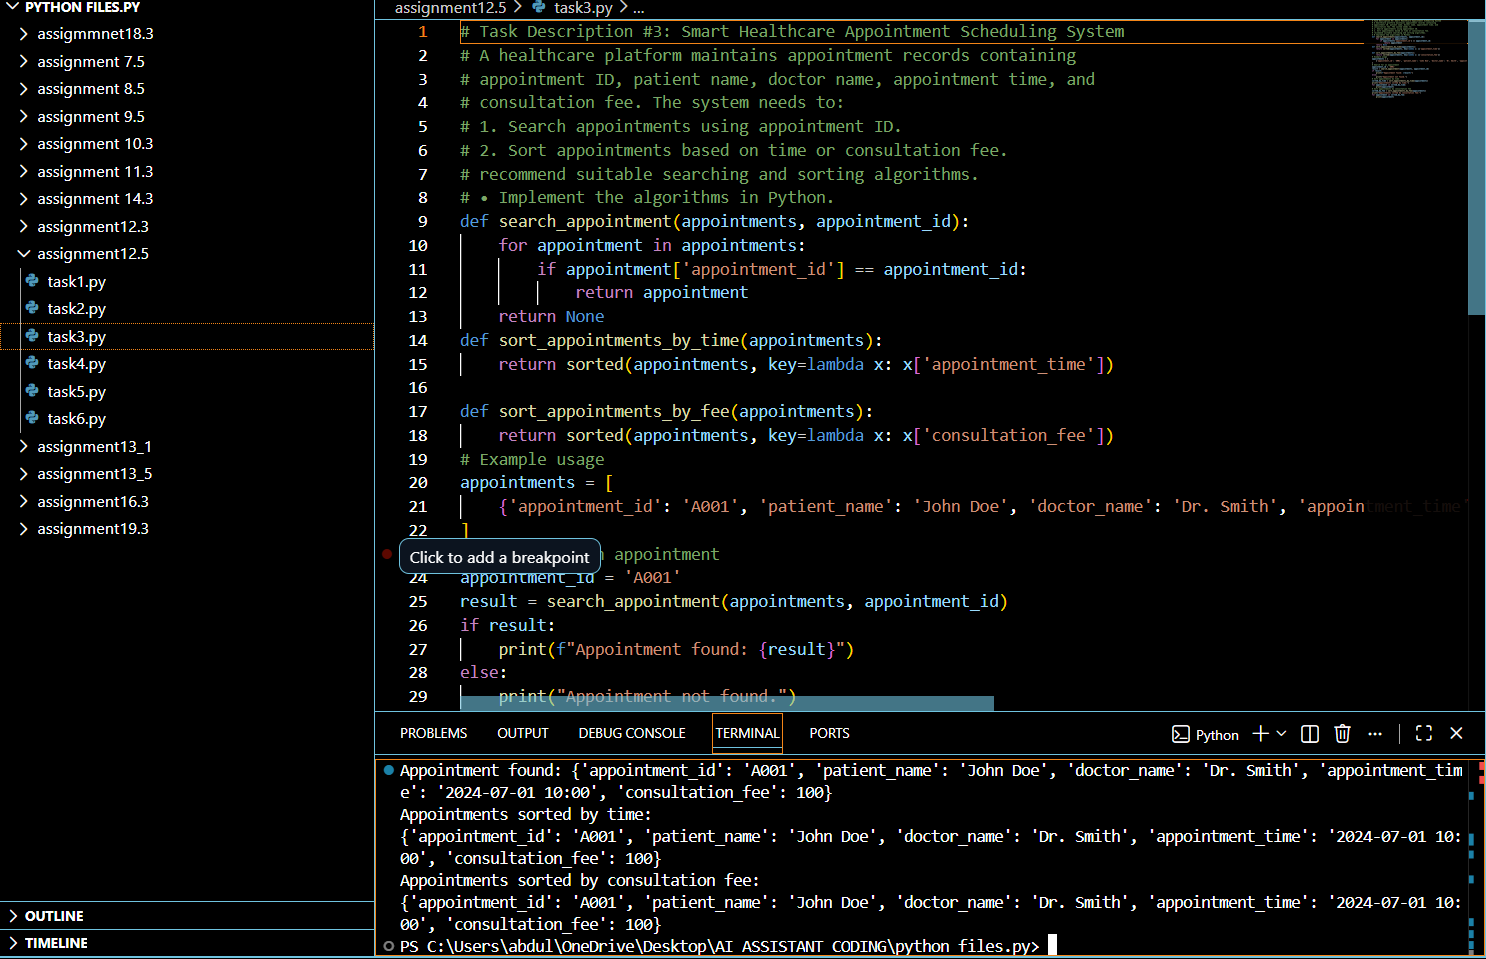 PYTHON FILES.PY
assigmmnet18.3
assignment 7.5
assignment 8.5
assignment 9.5
assignment 10.3
assignment 11.3
assignment 14.3
assignment12.3
assignment12.5
task1.py
task2.py
task3.py
task4.py
task5.py
task6.py
assignment13_1
assignment13_5
assignment16.3
assignment19.3
OUTLINE
TIMELINE
assignment12.5 > task3.py > ...
1 # Task Description #3: Smart Healthcare Appointment Scheduling System
2 # A healthcare platform maintains appointment records containing
3 # appointment ID, patient name, doctor name, appointment time, and
4 # consultation fee. The system needs to:
5 # 1. Search appointments using appointment ID.
6 # 2. Sort appointments based on time or consultation fee.
7 # recommend suitable searching and sorting algorithms.
8 # • Implement the algorithms in Python.
9 def search_appointment(appointments, appointment_id):
10     for appointment in appointments:
11         if appointment['appointment_id'] == appointment_id:
12             return appointment
13     return None
14 def sort_appointments_by_time(appointments):
15     return sorted(appointments, key=lambda x: x['appointment_time'])
16
17 def sort_appointments_by_fee(appointments):
18     return sorted(appointments, key=lambda x: x['consultation_fee'])
19 # Example usage
20 appointments = [
21     {'appointment_id': 'A001', 'patient_name': 'John Doe', 'doctor_name': 'Dr. Smith', 'appointment_time'
22 ]
Click to add a breakpoint appointment
24 appointment_id = 'A001'
25 result = search_appointment(appointments, appointment_id)
26 if result:
27     print(f"Appointment found: {result}")
28 else:
29     print("Appointment not found.")
PROBLEMS OUTPUT DEBUG CONSOLE TERMINAL PORTS Python
Appointment found: {'appointment_id': 'A001', 'patient_name': 'John Doe', 'doctor_name': 'Dr. Smith', 'appointment_tim
e': '2024-07-01 10:00', 'consultation_fee': 100}
Appointments sorted by time:
{'appointment_id': 'A001', 'patient_name': 'John Doe', 'doctor_name': 'Dr. Smith', 'appointment_time': '2024-07-01 10:
00', 'consultation_fee': 100}
Appointments sorted by consultation fee:
{'appointment_id': 'A001', 'patient_name': 'John Doe', 'doctor_name': 'Dr. Smith', 'appointment_time': '2024-07-01 10:
00', 'consultation_fee': 100}
PS C:\Users\abdul\OneDrive\Desktop\AI ASSISTANT CODING\python files.py>